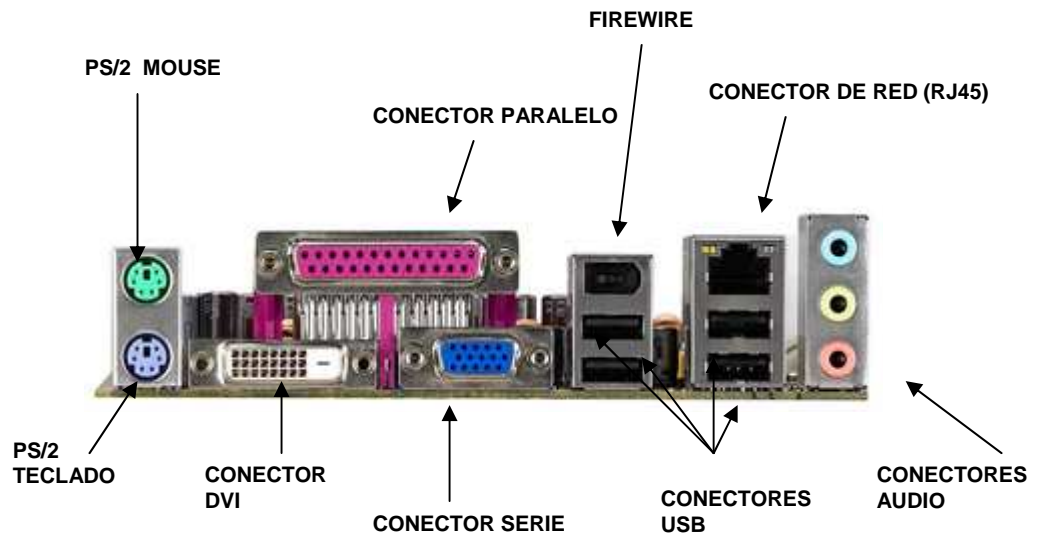 FIREWIRE
PS/2 MOUSE
CONECTOR DE RED (RJ45)
CONECTOR PARALELO
PS/2
TECLADO
CONECTOR
DVI
CONECTOR SERIE
CONECTORES
USB
CONECTORES
AUDIO